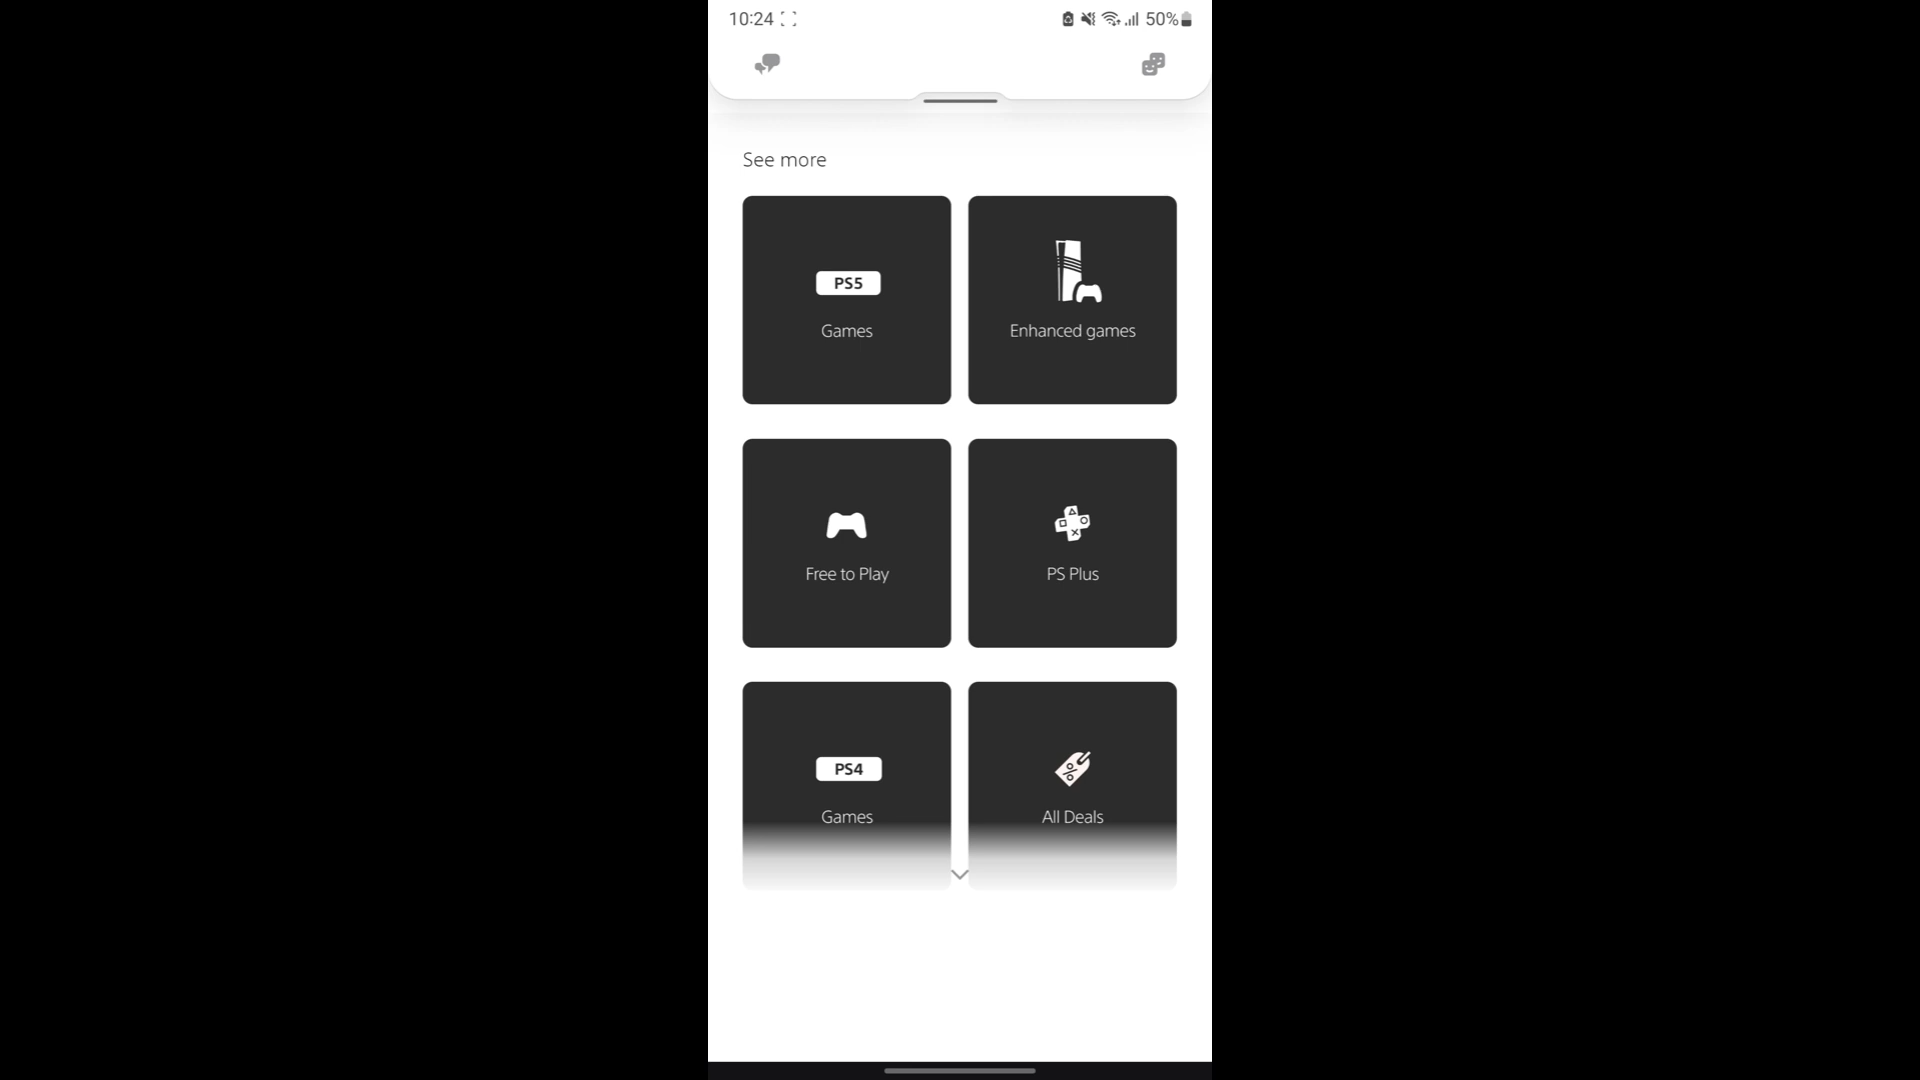 10:24
50%
See more
PS5
Games
Enhanced games
Free to Play
PS Plus
PS4
Games
All Deals